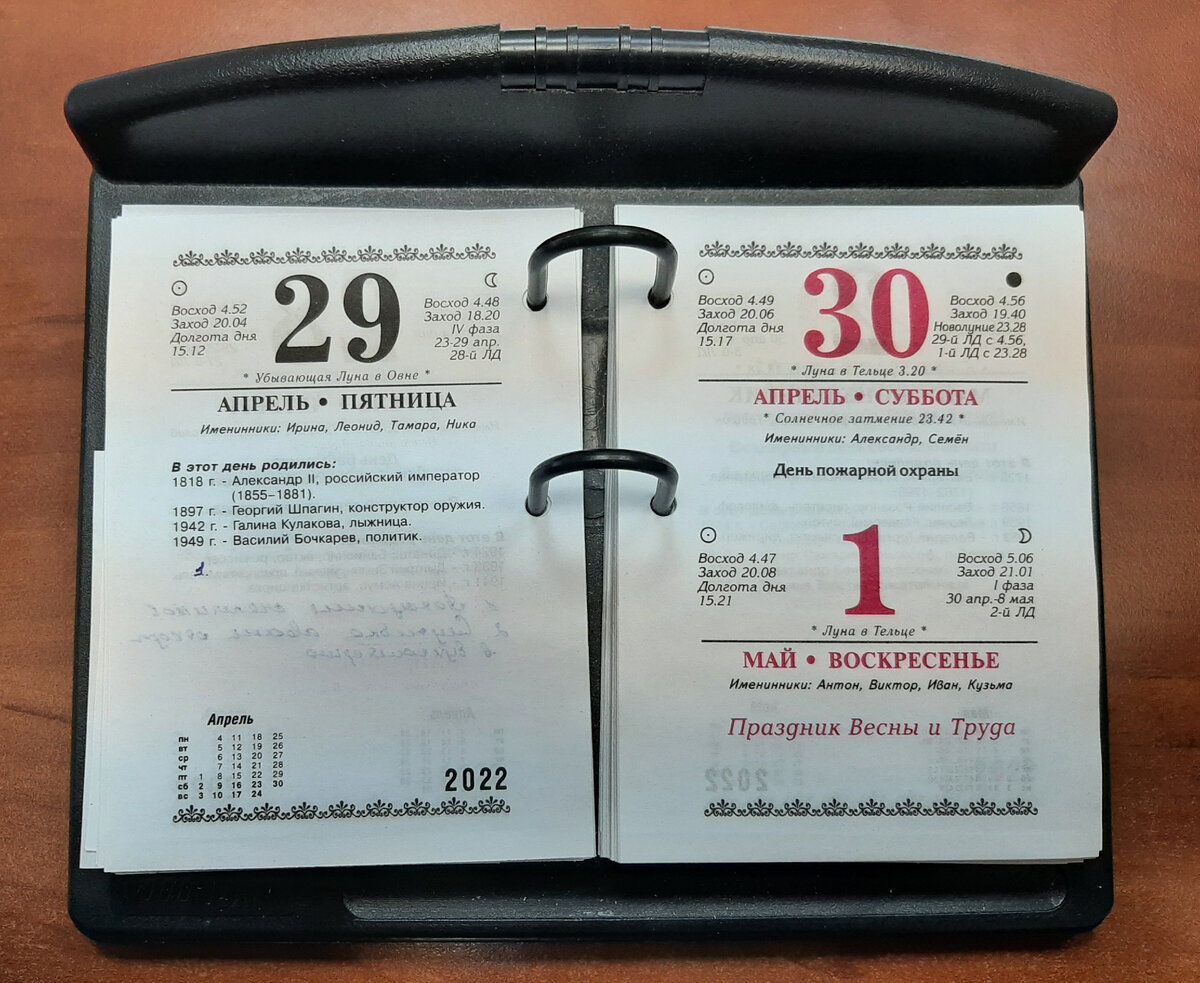 29
Восход 4.52
Заход 20.04
Долгота дня
15.12
Восход 4.48
Заход 18.20
IV фаза
23-29 апр.
28-й ЛД
* Убывающая Луна в Овне *
АПРЕЛЬ • ПЯТНИЦА
Именинники: Ирина, Леонид, Тамара, Ника
В этот день родились:
1818 г. - Александр II, российский император
(1855–1881).
1897 г. - Георгий Шпагин, конструктор оружия.
1942 г. - Галина Кулакова, лыжница.
1949 г. - Василий Бочкарев, политик.
1.
Апрель
пн 4 11 18 25
вт 5 12 19 26
ср 6 13 20 27
чт 7 14 21 28
пт 1 8 15 22 29
сб 2 9 16 23 30
вс 3 10 17 24
2022
30
Восход 4.49
Заход 20.06
Долгота дня
15.17
Восход 4.56
Заход 19.40
Новолуние 23.28
29-й ЛД с 4.56,
1-й ЛД с 23.28
* Луна в Тельце 3.20 *
АПРЕЛЬ • СУББОТА
* Солнечное затмение 23.42 *
Именинники: Александр, Семён
День пожарной охраны
1
Восход 4.47
Заход 20.08
Долгота дня
15.21
Восход 5.06
Заход 21.01
I фаза
30 апр.-8 мая
2-й ЛД
* Луна в Тельце *
МАЙ • ВОСКРЕСЕНЬЕ
Именинники: Антон, Виктор, Иван, Кузьма
Праздник Весны и Труда